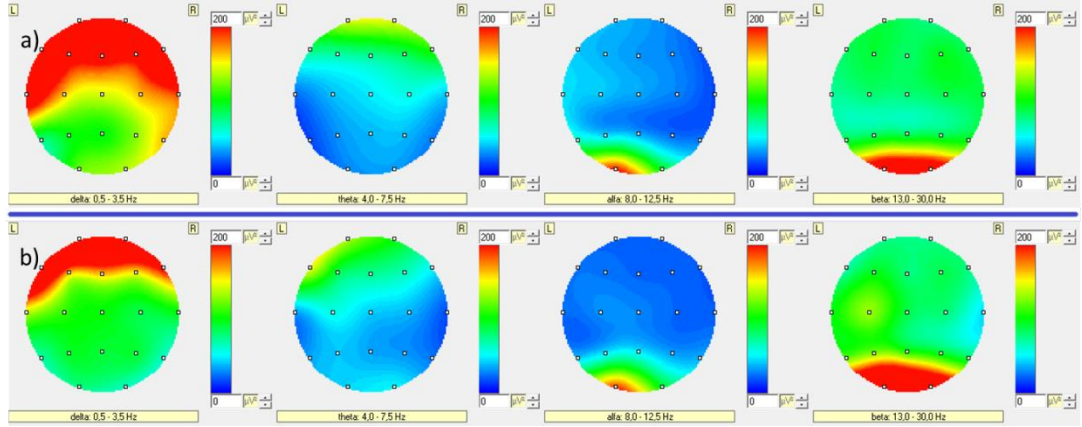 L R 200 µV² L R 200 µV² L R 200 µV² L R 200 µV²
a)
0 µV² 0 µV² 0 µV² 0 µV²
delta: 0,5 - 3,5 Hz theta: 4,0 - 7,5 Hz alfa: 8,0 - 12,5 Hz beta: 13,0 - 30,0 Hz
L R 200 µV² L R 200 µV² L R 200 µV² L R 200 µV²
b)
0 µV² 0 µV² 0 µV² 0 µV²
delta: 0,5 - 3,5 Hz theta: 4,0 - 7,5 Hz alfa: 8,0 - 12,5 Hz beta: 13,0 - 30,0 Hz